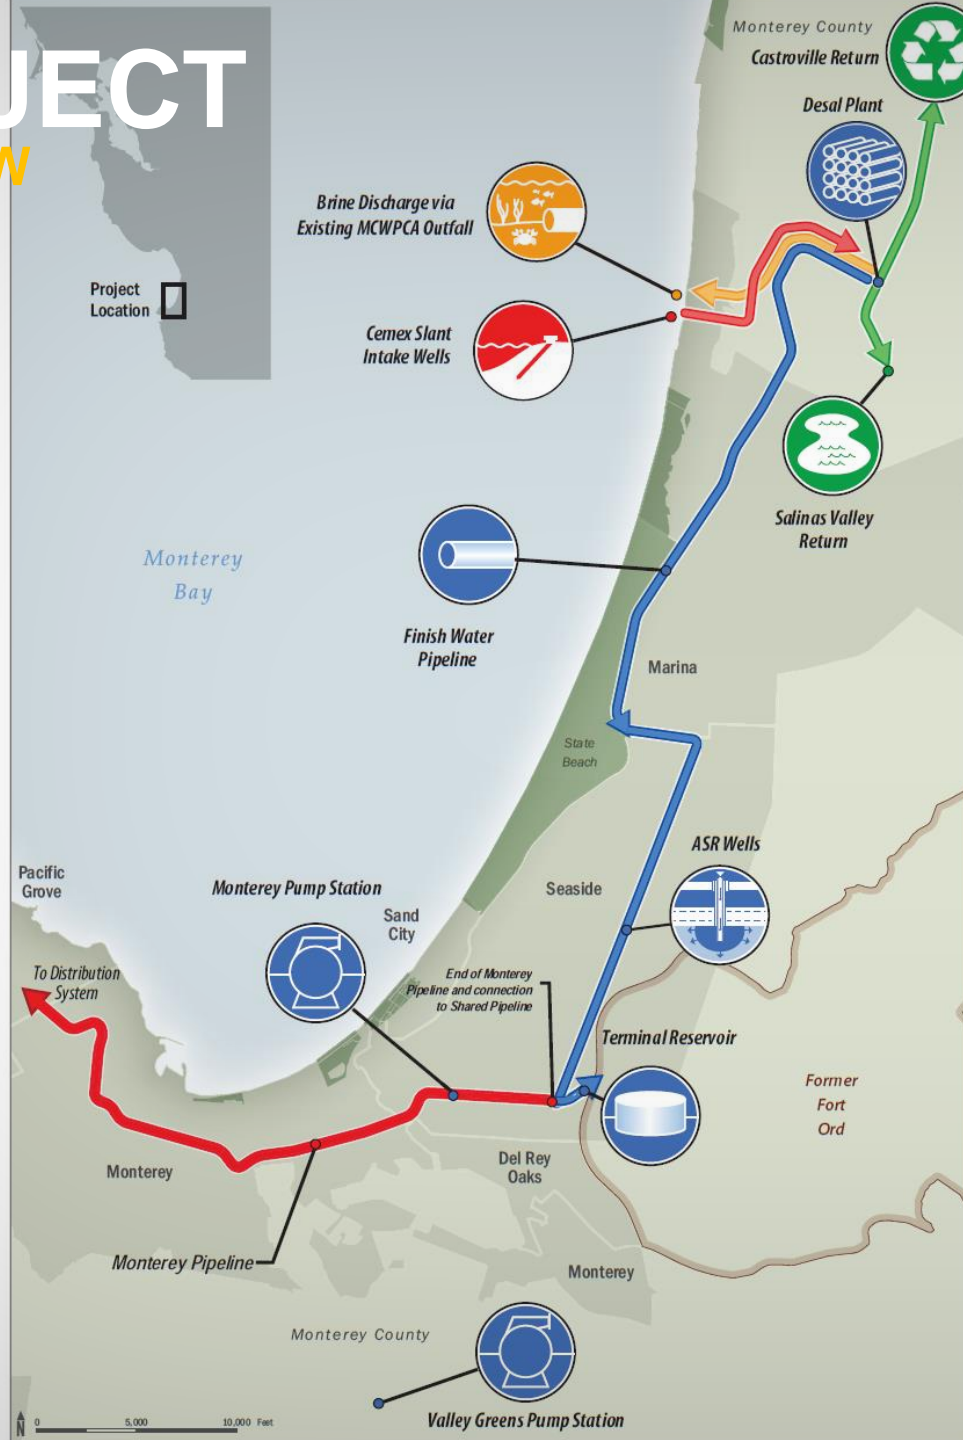 JECT
W
Project
Location
Monterey County
Castroville Return
Desal Plant
Brine Discharge via
Existing MCWPCA Outfall
Cemex Slant
Intake Wells
Salinas Valley
Return
Monterey
Bay
Finish Water
Pipeline
Marina
State
Beach
ASR Wells
Pacific
Grove
Monterey Pump Station
Seaside
Sand
City
To Distribution
System
End of Monterey
Pipeline and connection
to Shared Pipeline
Terminal Reservoir
Former
Fort
Ord
Monterey
Del Rey
Oaks
Monterey Pipeline
Monterey
Monterey County
Valley Greens Pump Station
N
0 5,000 10,000 Feet